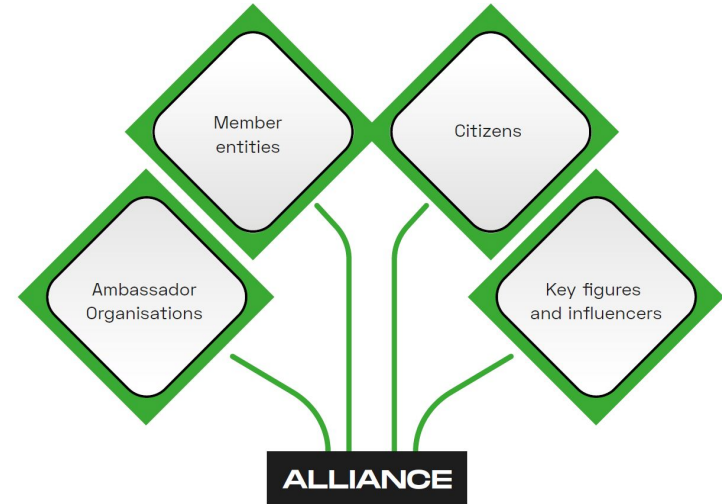 Member
entities
Citizens
Ambassador
Organisations
Key figures
and influencers
ALLIANCE